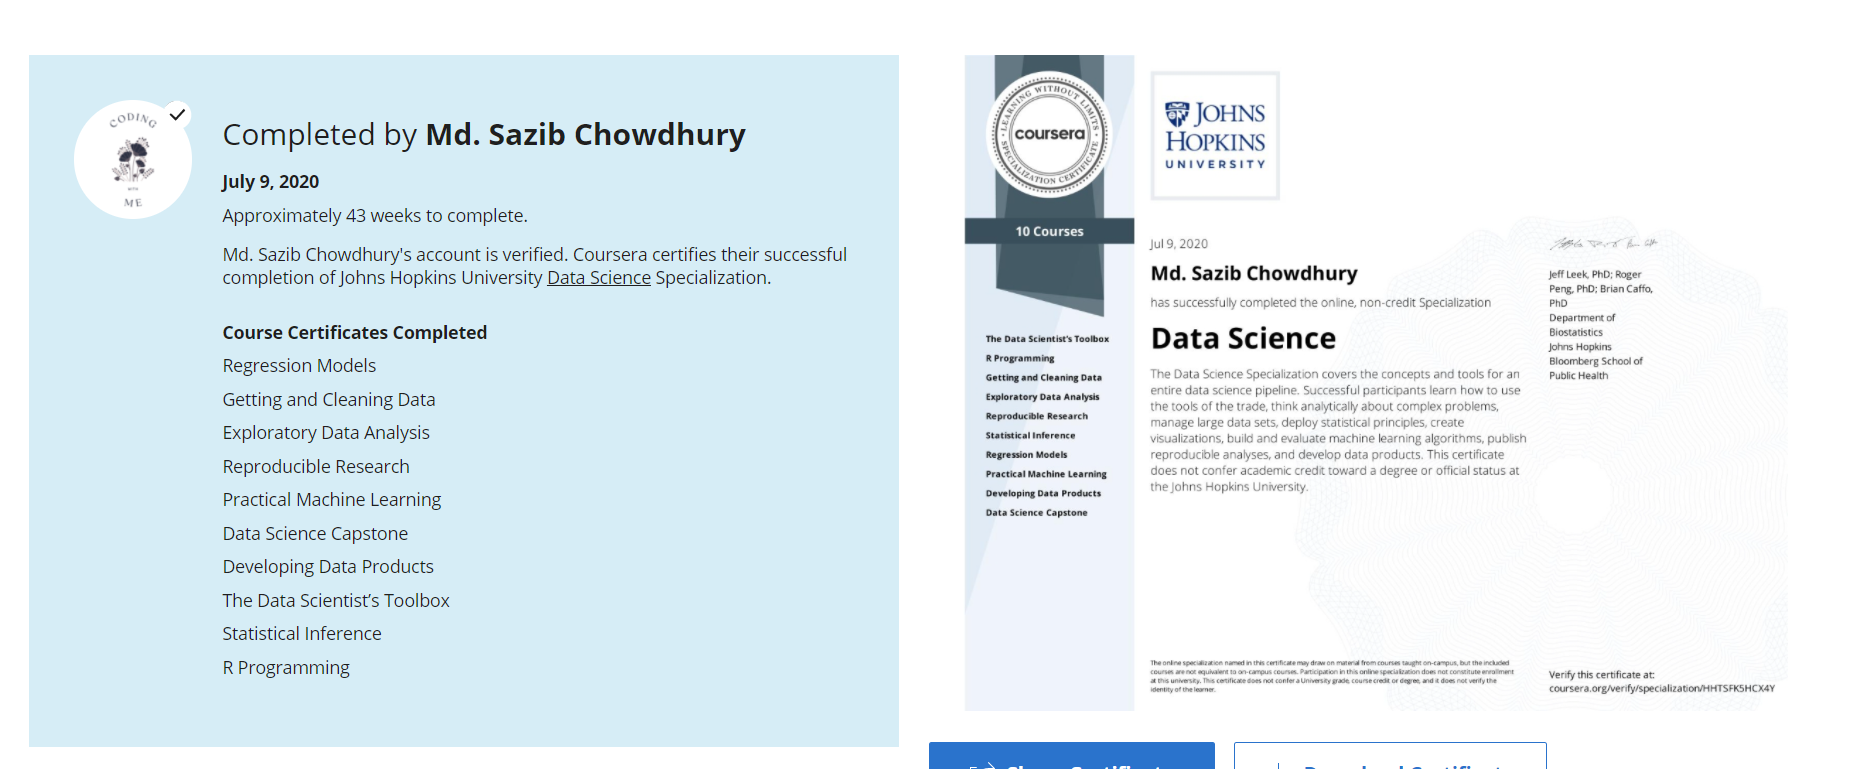 CODING
WITH
ME
Completed by Md. Sazib Chowdhury
July 9, 2020
Approximately 43 weeks to complete.
Md. Sazib Chowdhury's account is verified. Coursera certifies their successful
completion of Johns Hopkins University Data Science Specialization.
Course Certificates Completed
Regression Models
Getting and Cleaning Data
Exploratory Data Analysis
Reproducible Research
Practical Machine Learning
Data Science Capstone
Developing Data Products
The Data Scientist’s Toolbox
Statistical Inference
R Programming
LEARNING WITHOUT LIMITS
coursera
SPECIALIZATION CERTIFICATE
10 Courses
The Data Scientist's Toolbox
R Programming
Getting and Cleaning Data
Exploratory Data Analysis
Reproducible Research
Statistical Inference
Regression Models
Practical Machine Learning
Developing Data Products
Data Science Capstone
JOHNS
HOPKINS
UNIVERSITY
Jul 9, 2020
Md. Sazib Chowdhury
has successfully completed the online, non-credit Specialization
Data Science
The Data Science Specialization covers the concepts and tools for an
entire data science pipeline. Successful participants learn how to use
the tools of the trade, think analytically about complex problems,
manage large data sets, deploy statistical principles, create
visualizations, build and evaluate machine learning algorithms, publish
reproducible analyses, and develop data products. This certificate
does not confer academic credit toward a degree or official status at
the Johns Hopkins University.
Jeff Leek, PhD; Roger
Peng, PhD; Brian Caffo,
PhD
Department of
Biostatistics
Johns Hopkins
Bloomberg School of
Public Health
The online specialization named in this certificate may draw on material from courses taught on-campus, but the included
courses are not equivalent to on-campus courses. Participation in this online specialization does not constitute enrollment
at this university. This certificate does not confer a University grade, course credit or degree, and it does not verify the
identity of the learner.
Verify this certificate at:
coursera.org/verify/specialization/HHTSFK5HCX4Y